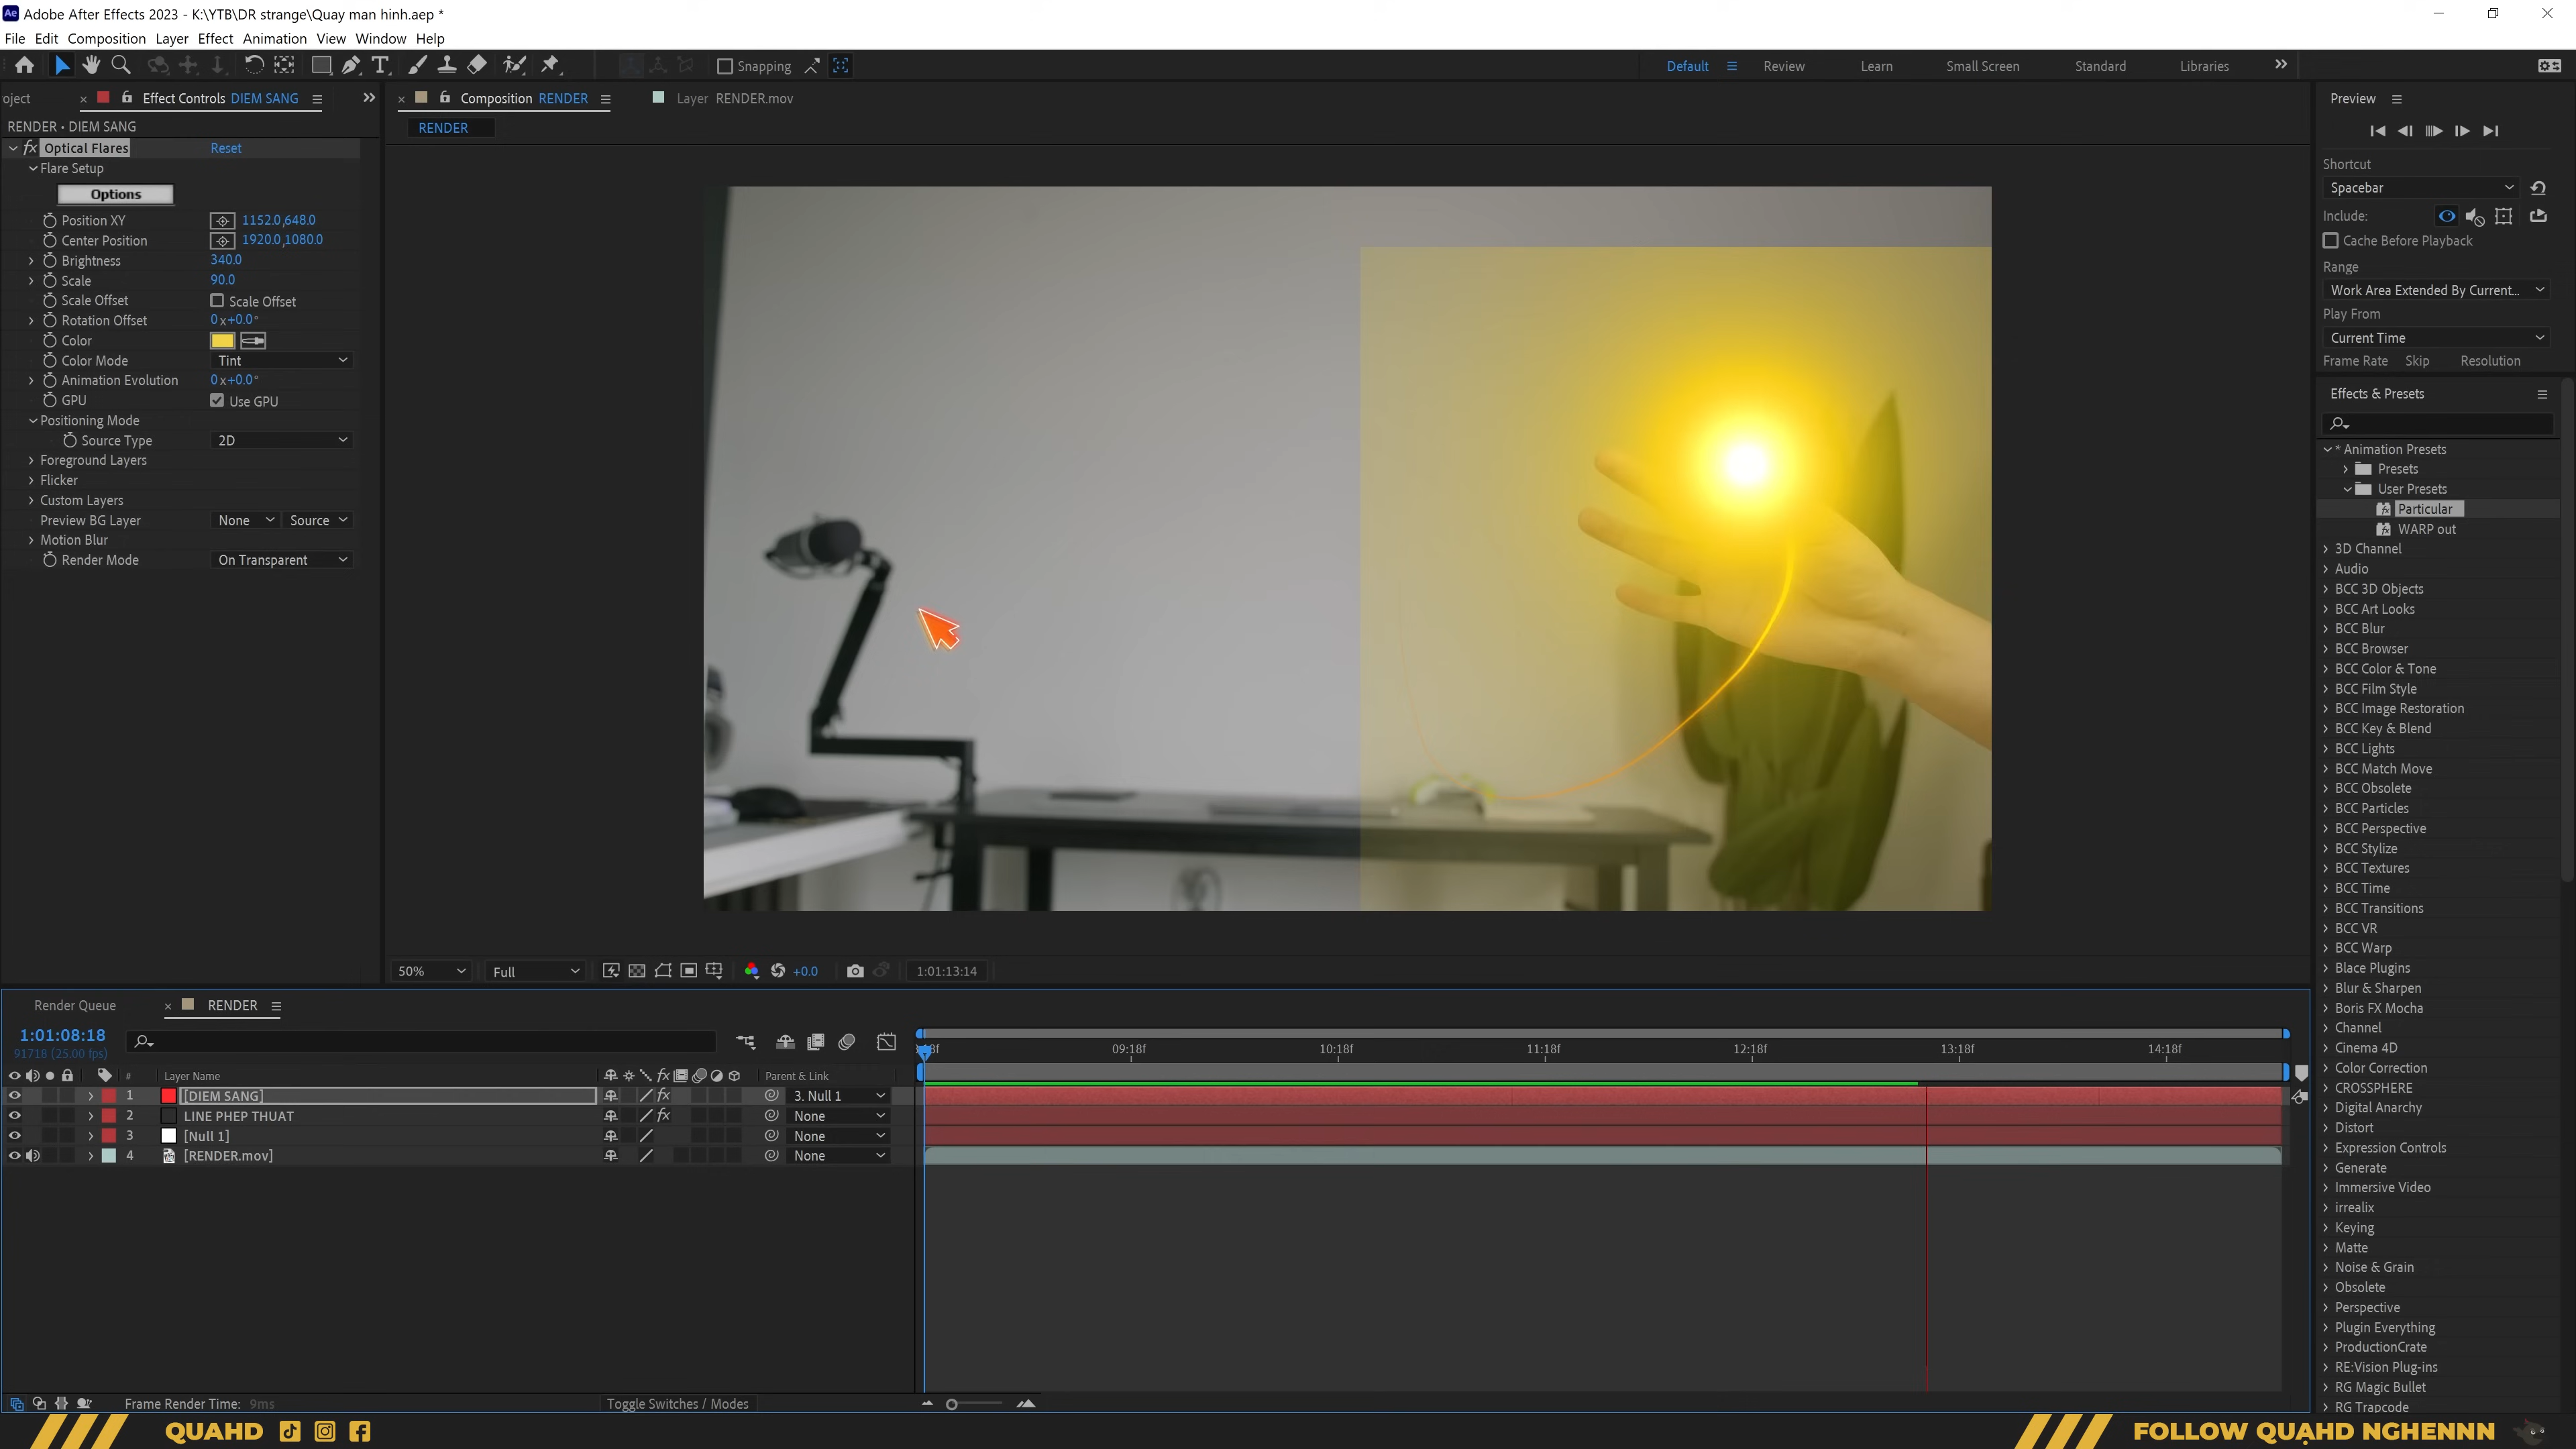 Adobe After Effects 2023 - K:\YTB\DR strange\Quay man hinh.aep *
File Edit Composition Layer Effect Animation View Window Help
Snapping
Default Review Learn Small Screen Standard Libraries
oject
Effect Controls DIEM SANG
Composition RENDER
Layer RENDER.mov
RENDER • DIEM SANG
RENDER
fx Optical Flares Reset
Flare Setup
Options
Position XY 1152.0,648.0
Center Position 1920.0,1080.0
Brightness 340.0
Scale 90.0
Scale Offset Scale Offset
Rotation Offset 0x+0.0°
Color
Color Mode Tint
Animation Evolution 0x+0.0°
GPU Use GPU
Positioning Mode
Source Type 2D
Foreground Layers
Flicker
Custom Layers
Preview BG Layer None Source
Motion Blur
Render Mode On Transparent
50% Full +0.0 1:01:13:14
Preview
Shortcut
Spacebar
Include:
Cache Before Playback
Range
Work Area Extended By Current...
Play From
Current Time
Frame Rate Skip Resolution
Effects & Presets
* Animation Presets
Presets
User Presets
Particular
WARP out
3D Channel
Audio
BCC 3D Objects
BCC Art Looks
BCC Blur
BCC Browser
BCC Color & Tone
BCC Film Style
BCC Image Restoration
BCC Key & Blend
BCC Lights
BCC Match Move
BCC Obsolete
BCC Particles
BCC Perspective
BCC Stylize
BCC Textures
BCC Time
BCC Transitions
BCC VR
BCC Warp
Blace Plugins
Blur & Sharpen
Boris FX Mocha
Channel
Cinema 4D
Color Correction
CROSSPHERE
Digital Anarchy
Distort
Expression Controls
Generate
Immersive Video
irrealix
Keying
Matte
Noise & Grain
Obsolete
Perspective
Plugin Everything
ProductionCrate
RE:Vision Plug-ins
RG Magic Bullet
RG Trapcode
Render Queue
RENDER
1:01:08:18
91718 (25.00 fps)
09:18f 10:18f 11:18f 12:18f 13:18f 14:18f
# Layer Name Parent & Link
1 [DIEM SANG] fx 3. Null 1
2 LINE PHEP THUAT fx None
3 [Null 1] None
4 [RENDER.mov] None
Frame Render Time: 9ms
Toggle Switches / Modes
QUAHD
FOLLOW QUẠHD NGHENNN